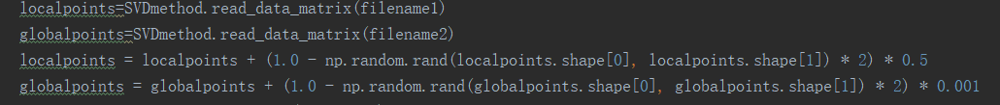 localpoints=SVDmethod.read_data_matrix(filename1)
globalpoints=SVDmethod.read_data_matrix(filename2)
localpoints = localpoints + (1.0 - np.random.rand(localpoints.shape[0], localpoints.shape[1]) * 2) * 0.5
globalpoints = globalpoints + (1.0 - np.random.rand(globalpoints.shape[0], globalpoints.shape[1]) * 2) * 0.001